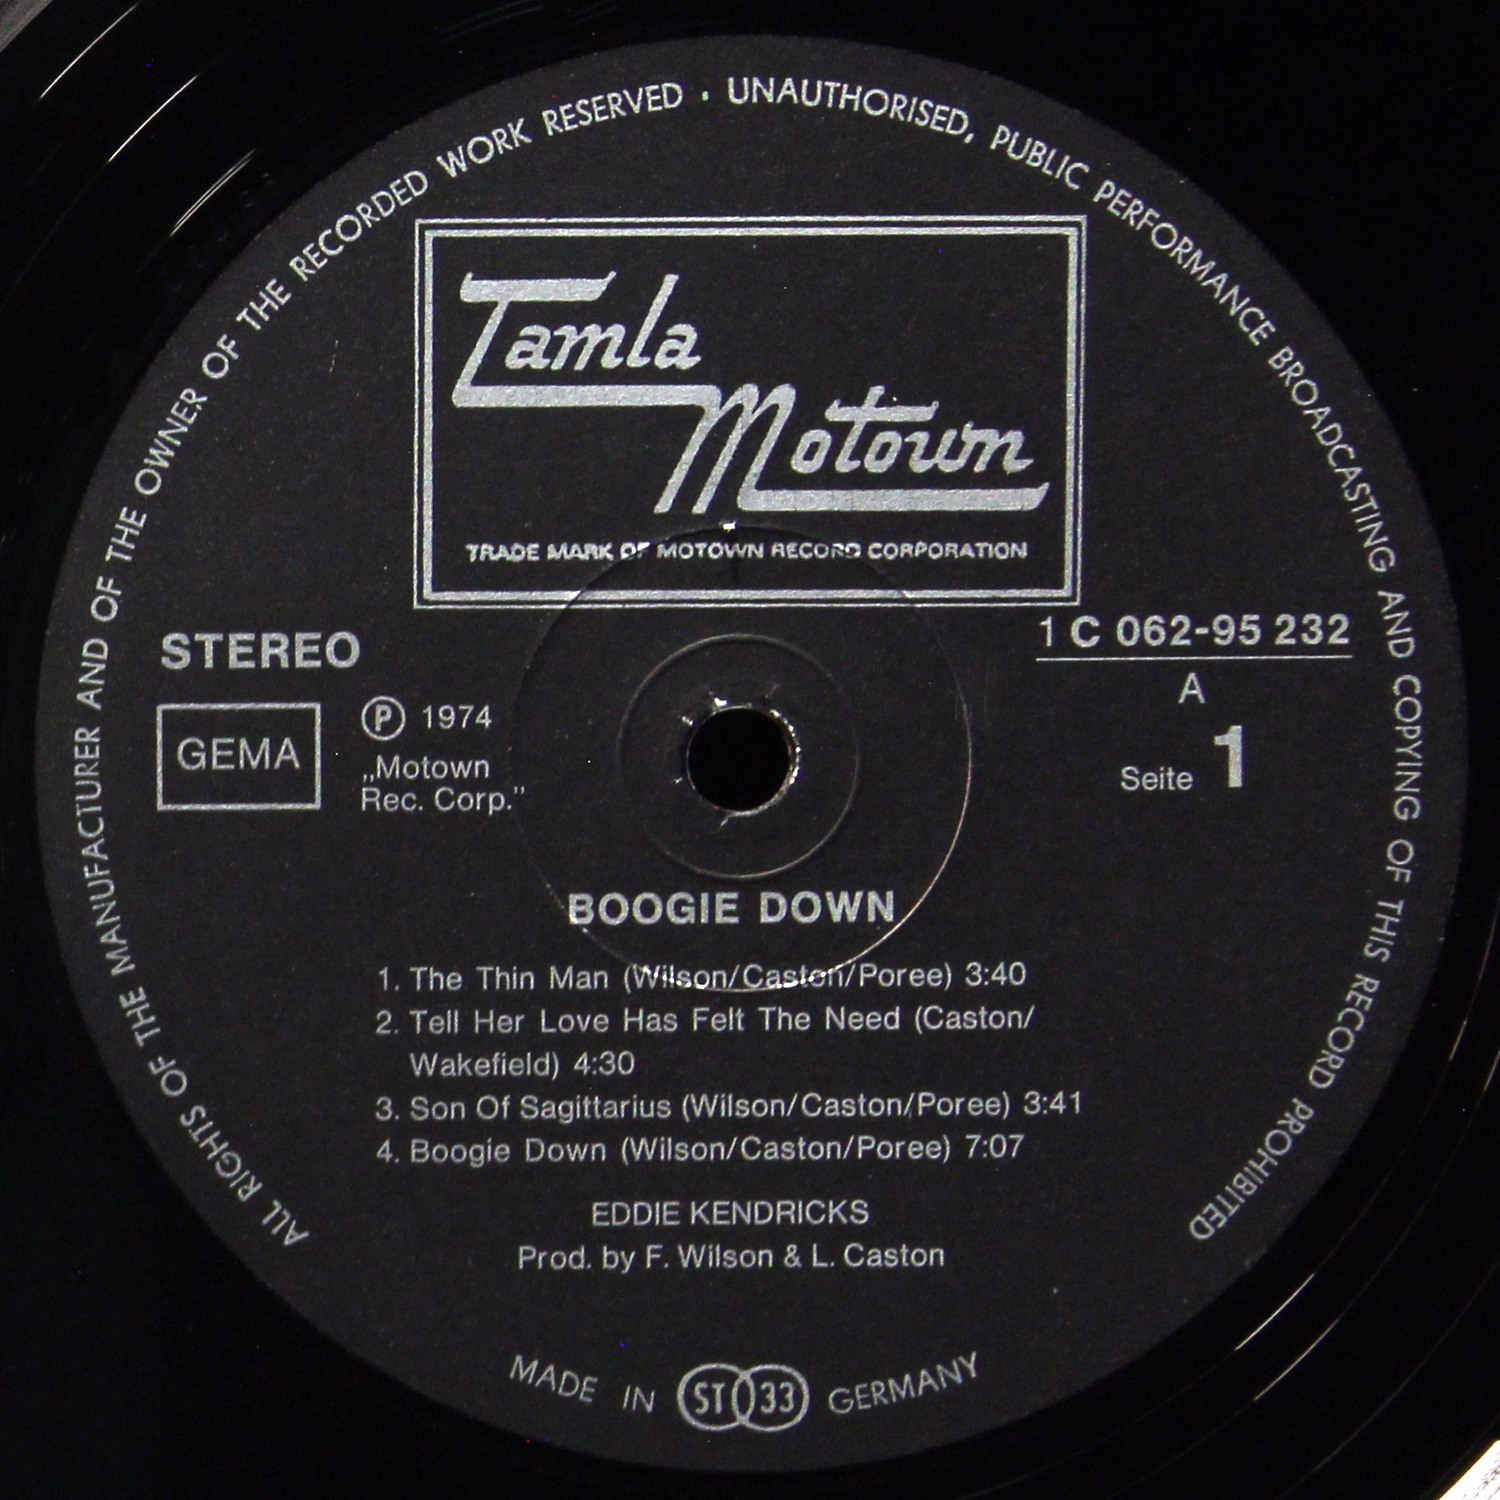 ALL RIGHTS OF THE MANUFACTURER AND OF THE OWNER OF THE RECORDED WORK RESERVED · UNAUTHORISED, PUBLIC PERFORMANCE BROADCASTING AND COPYING OF THIS RECORD PROHIBITED
Tamla
Motown
TRADE MARK OF MOTOWN RECORD CORPORATION
STEREO
1 C 062-95 232
A
GEMA
Ⓟ 1974
„Motown
Rec. Corp.”
Seite 1
BOOGIE DOWN
1. The Thin Man (Wilson/Caston/Poree) 3:40
2. Tell Her Love Has Felt The Need (Caston/
Wakefield) 4:30
3. Son Of Sagittarius (Wilson/Caston/Poree) 3:41
4. Boogie Down (Wilson/Caston/Poree) 7:07
EDDIE KENDRICKS
Prod. by F. Wilson & L. Caston
MADE IN ST 33 GERMANY